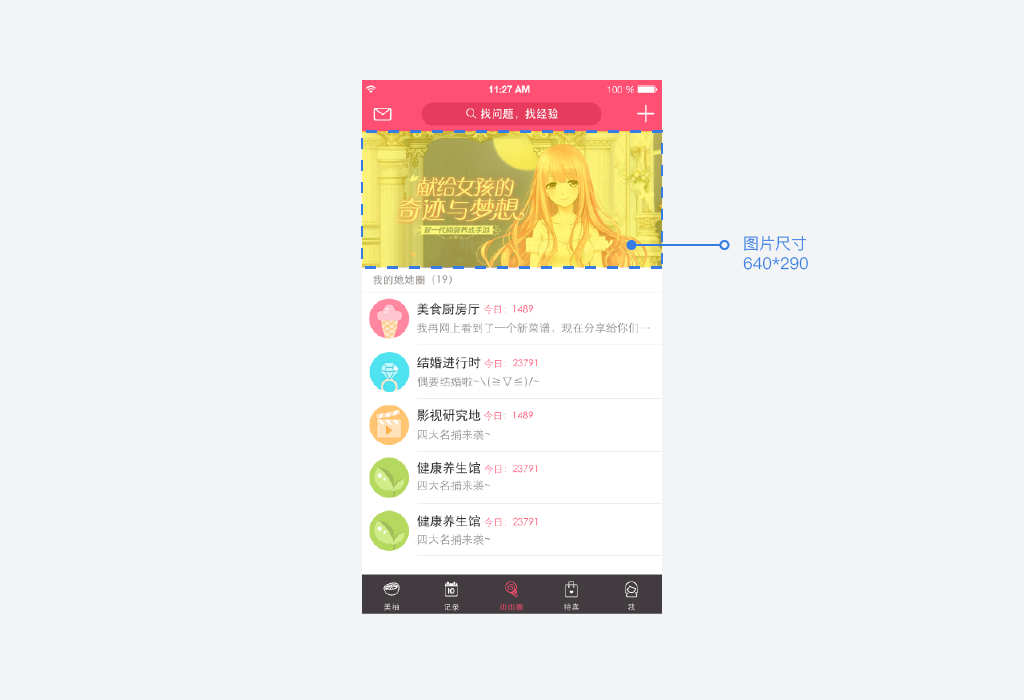 11:27 AM
100 %
找问题，找经验
献给女孩的
奇迹与梦想。
新一代换装养成手游
图片尺寸
640*290
我的她她圈（19）
美食厨房厅 今日：1489
我再网上看到了一个新菜谱，现在分享给你们…
结婚进行时 今日：23791
偶要结婚啦~\(≧▽≦)/~
影视研究地 今日：1489
四大名捕来袭~
健康养生馆 今日：23791
四大名捕来袭~
健康养生馆 今日：23791
四大名捕来袭~
10
美柚
记录
特卖
我